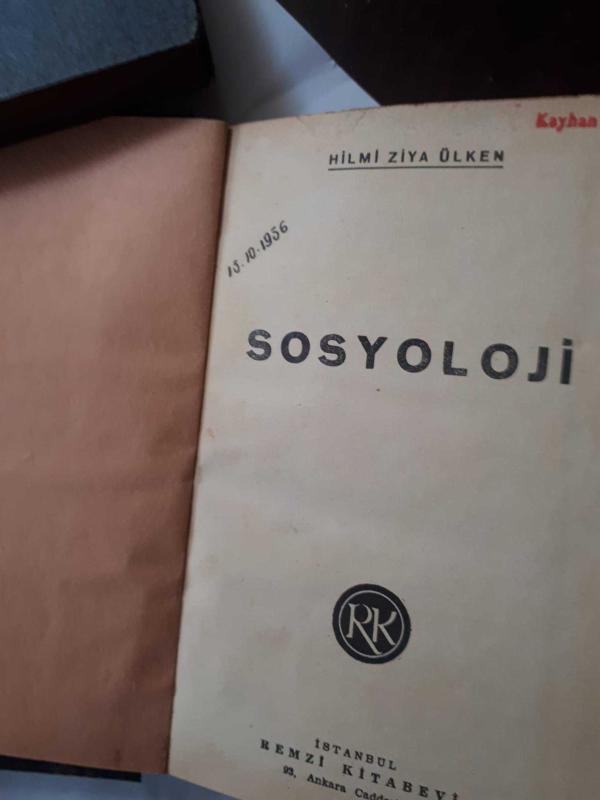 Kayhan
HİLMİ ZİYA ÜLKEN
15.10.1956
SOSYOLOJİ
RK
İSTANBUL
REMZİ KİTABEVİ
93, Ankara